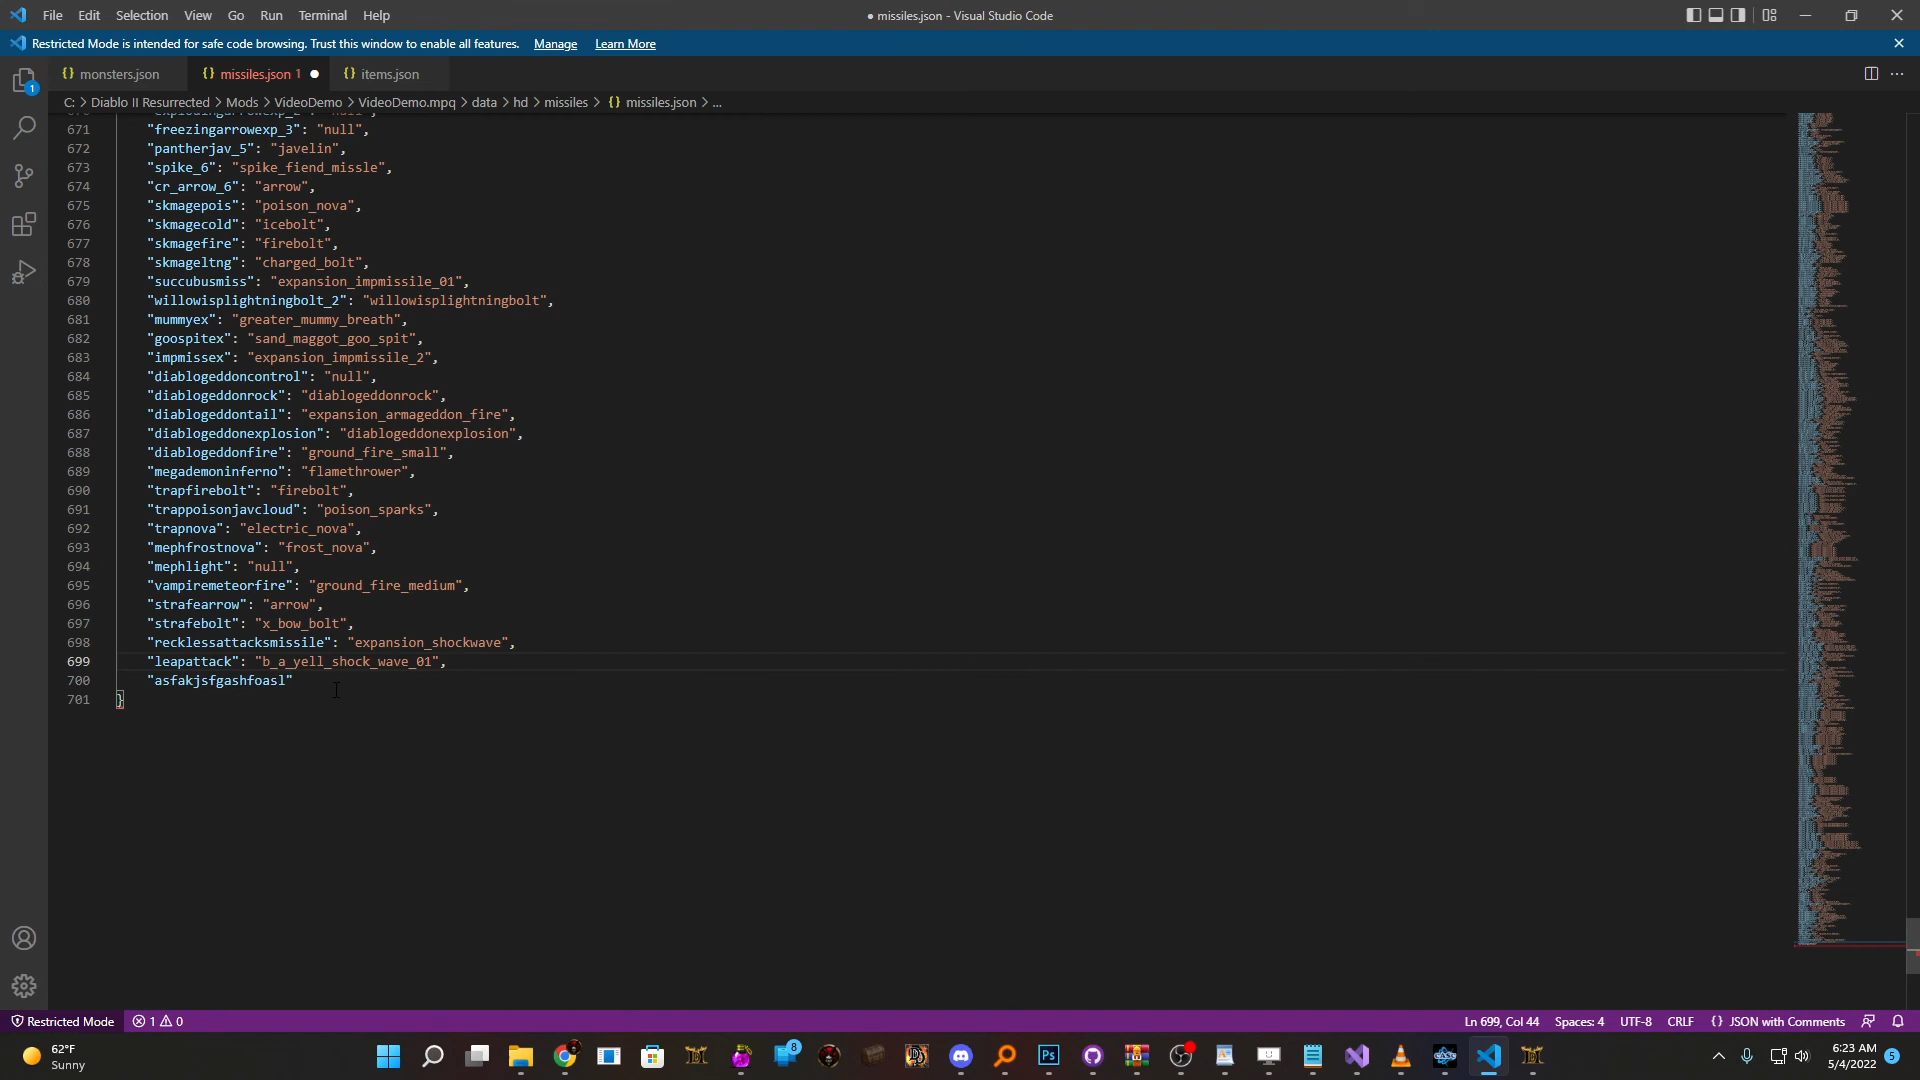 File Edit Selection View Go Run Terminal Help
● missiles.json - Visual Studio Code
Restricted Mode is intended for safe code browsing. Trust this window to enable all features. Manage Learn More
{} monsters.json {} missiles.json 1 ● {} items.json
C: > Diablo II Resurrected > Mods > VideoDemo > VideoDemo.mpq > data > hd > missiles > {} missiles.json > ...
671 "freezingarrowexp_3": "null",
672 "pantherjav_5": "javelin",
673 "spike_6": "spike_fiend_missle",
674 "cr_arrow_6": "arrow",
675 "skmagepois": "poison_nova",
676 "skmagecold": "icebolt",
677 "skmagefire": "firebolt",
678 "skmageltng": "charged_bolt",
679 "succubusmiss": "expansion_impmissile_01",
680 "willowisplightningbolt_2": "willowisplightningbolt",
681 "mummyex": "greater_mummy_breath",
682 "goospitex": "sand_maggot_goo_spit",
683 "impmissex": "expansion_impmissile_2",
684 "diablogeddoncontrol": "null",
685 "diablogeddonrock": "diablogeddonrock",
686 "diablogeddontail": "expansion_armageddon_fire",
687 "diablogeddonexplosion": "diablogeddonexplosion",
688 "diablogeddonfire": "ground_fire_small",
689 "megademoninferno": "flamethrower",
690 "trapfirebolt": "firebolt",
691 "trappoisonjavcloud": "poison_sparks",
692 "trapnova": "electric_nova",
693 "mephfrostnova": "frost_nova",
694 "mephlight": "null",
695 "vampiremeteorfire": "ground_fire_medium",
696 "strafearrow": "arrow",
697 "strafebolt": "x_bow_bolt",
698 "recklessattacksmissile": "expansion_shockwave",
699 "leapattack": "b_a_yell_shock_wave_01",
700 "asfakjsfgashfoasl"
701 }
Restricted Mode 1 0 Ln 699, Col 44 Spaces: 4 UTF-8 CRLF {} JSON with Comments
62°F
Sunny
6:23 AM
5/4/2022